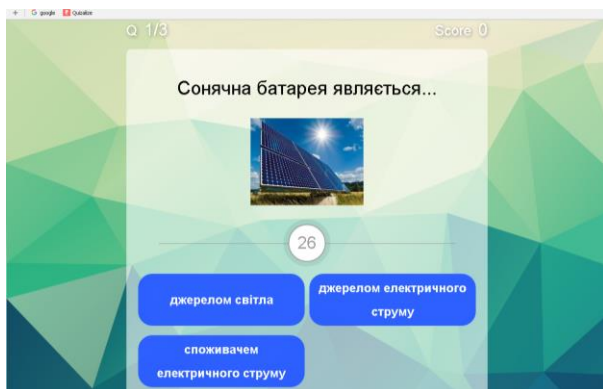 google Quizalize
Q 1/3 Score 0
Сонячна батарея являється...
26
джерелом світла
джерелом електричного
струму
споживачем
електричного струму